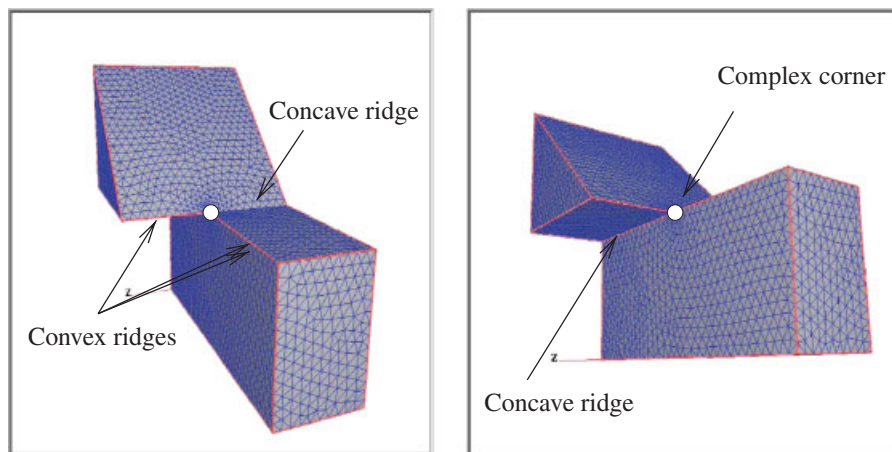 Concave ridge
z
Convex ridges
Complex corner
z
Concave ridge